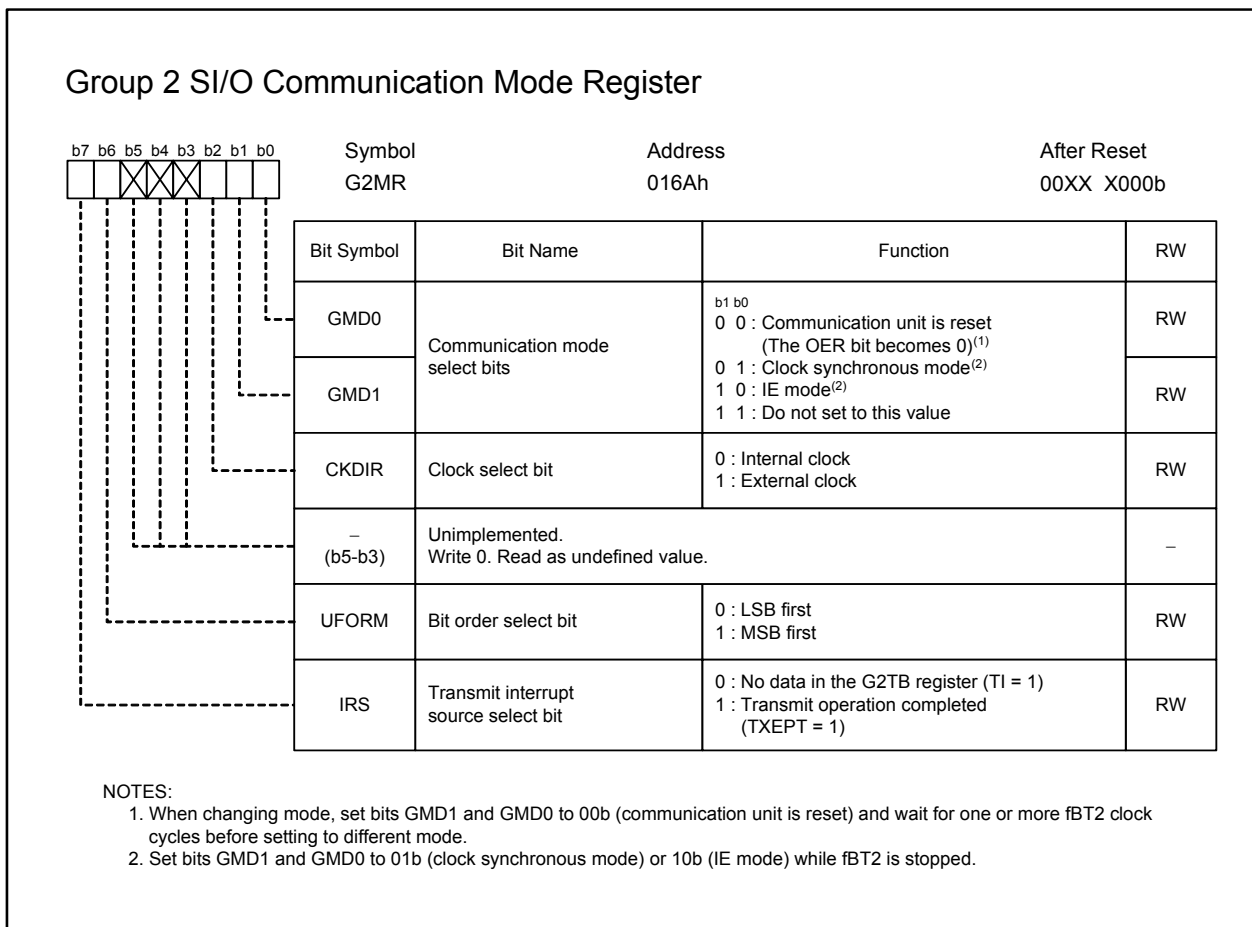 Group 2 SI/O Communication Mode Register
b7 b6 b5 b4 b3 b2 b1 b0
Symbol Address After Reset
G2MR 016Ah 00XX X000b
Bit Symbol Bit Name Function RW
GMD0 RW
GMD1 RW
Communication mode
select bits
b1 b0
0 0 : Communication unit is reset
(The OER bit becomes 0)(1)
0 1 : Clock synchronous mode(2)
1 0 : IE mode(2)
1 1 : Do not set to this value
CKDIR Clock select bit RW
0 : Internal clock
1 : External clock
–
(b5-b3)
Unimplemented.
Write 0. Read as undefined value.
–
UFORM Bit order select bit RW
0 : LSB first
1 : MSB first
IRS RW
Transmit interrupt
source select bit
0 : No data in the G2TB register (TI = 1)
1 : Transmit operation completed
(TXEPT = 1)
NOTES:
1. When changing mode, set bits GMD1 and GMD0 to 00b (communication unit is reset) and wait for one or more fBT2 clock
cycles before setting to different mode.
2. Set bits GMD1 and GMD0 to 01b (clock synchronous mode) or 10b (IE mode) while fBT2 is stopped.